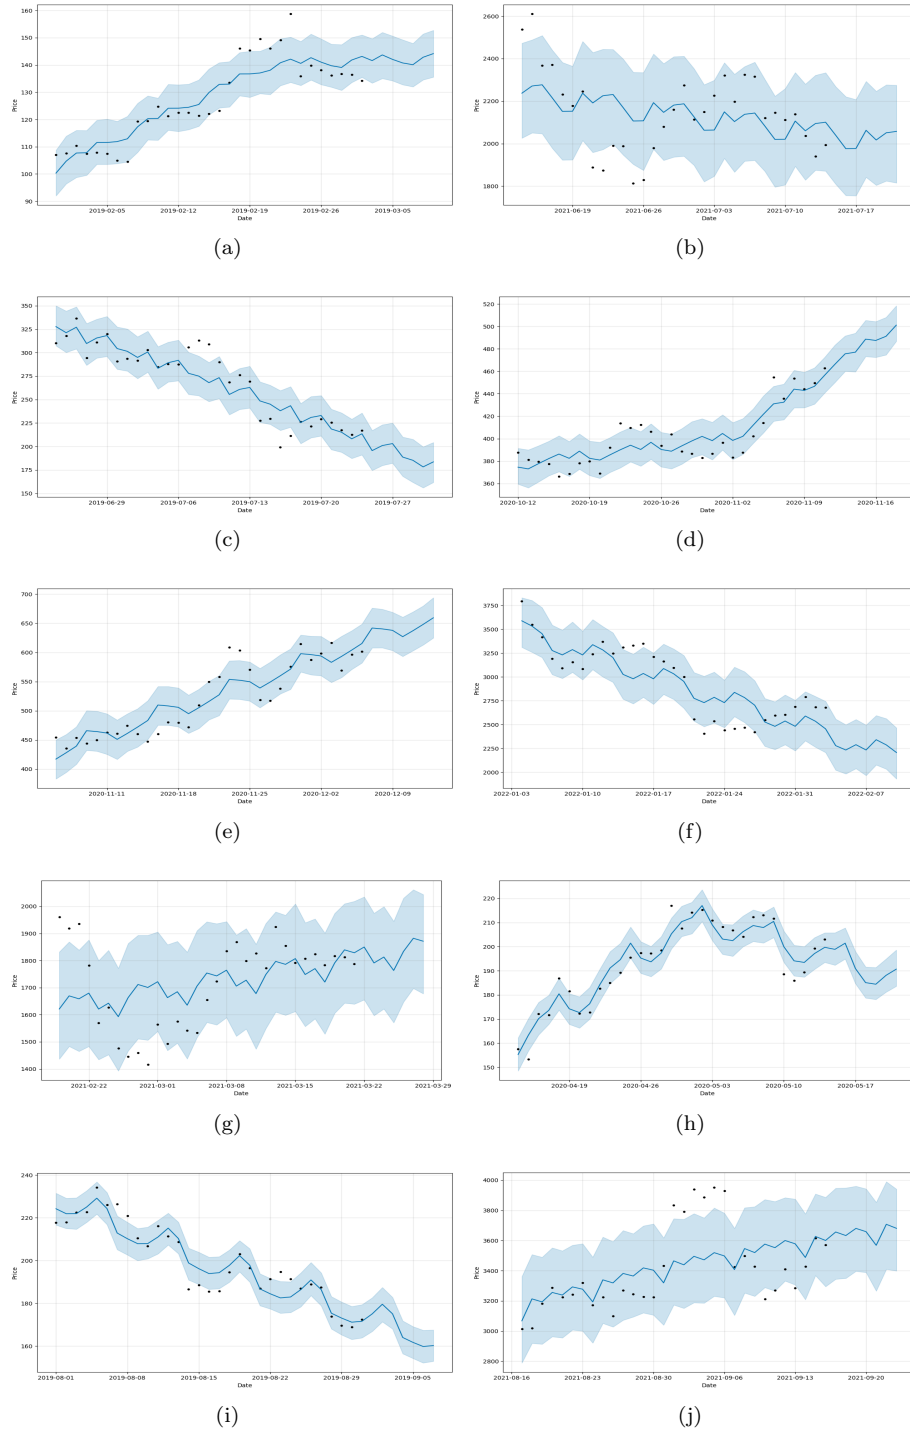 160 150 140 130 120 110 100 90
Price
2019-02-05 2019-02-12 2019-02-19 2019-02-26 2019-03-05
Date
(a)
2600 2400 2200 2000 1800
Price
2021-06-19 2021-06-26 2021-07-03 2021-07-10 2021-07-17
Date
(b)
350 325 300 275 250 225 200 175 150
Price
2019-06-29 2019-07-06 2019-07-13 2019-07-20 2019-07-27
Date
(c)
520 500 480 460 440 420 400 380 360
Price
2020-10-12 2020-10-19 2020-10-26 2020-11-02 2020-11-09 2020-11-16
Date
(d)
700 650 600 550 500 450 400
Price
2020-11-11 2020-11-18 2020-11-25 2020-12-02 2020-12-09
Date
(e)
3750 3500 3250 3000 2750 2500 2250 2000
Price
2022-01-03 2022-01-10 2022-01-17 2022-01-24 2022-01-31 2022-02-07
Date
(f)
2000 1900 1800 1700 1600 1500 1400
Price
2021-02-22 2021-03-01 2021-03-08 2021-03-15 2021-03-22 2021-03-29
Date
(g)
220 210 200 190 180 170 160 150
Price
2020-04-19 2020-04-26 2020-05-03 2020-05-10 2020-05-17
Date
(h)
240 220 200 180 160
Price
2019-08-01 2019-08-08 2019-08-15 2019-08-22 2019-08-29 2019-09-05
Date
(i)
4000 3800 3600 3400 3200 3000 2800
Price
2021-08-16 2021-08-23 2021-08-30 2021-09-06 2021-09-13 2021-09-20
Date
(j)